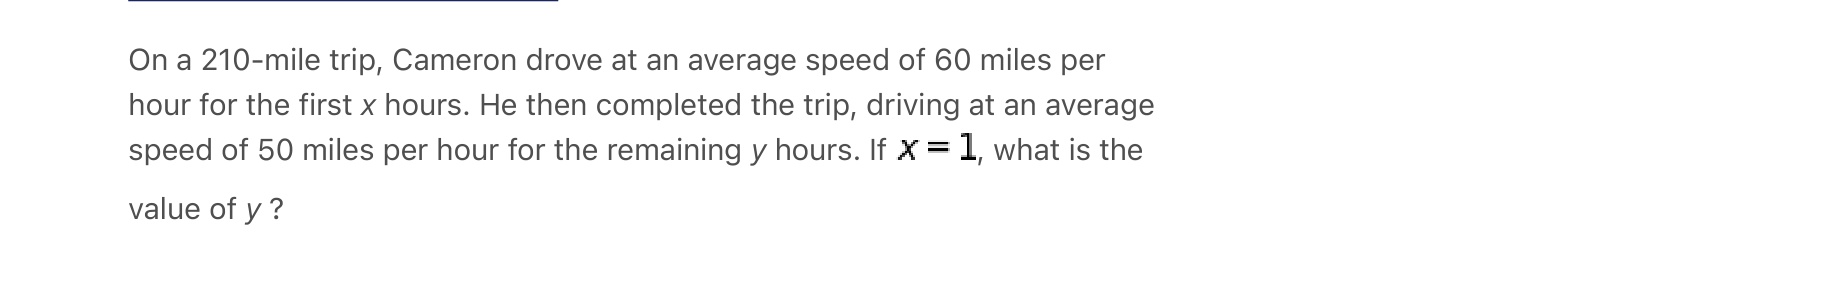 On a 210-mile trip, Cameron drove at an average speed of 60 miles per
hour for the first x hours. He then completed the trip, driving at an average
speed of 50 miles per hour for the remaining y hours. If x = 1, what is the
value of y ?